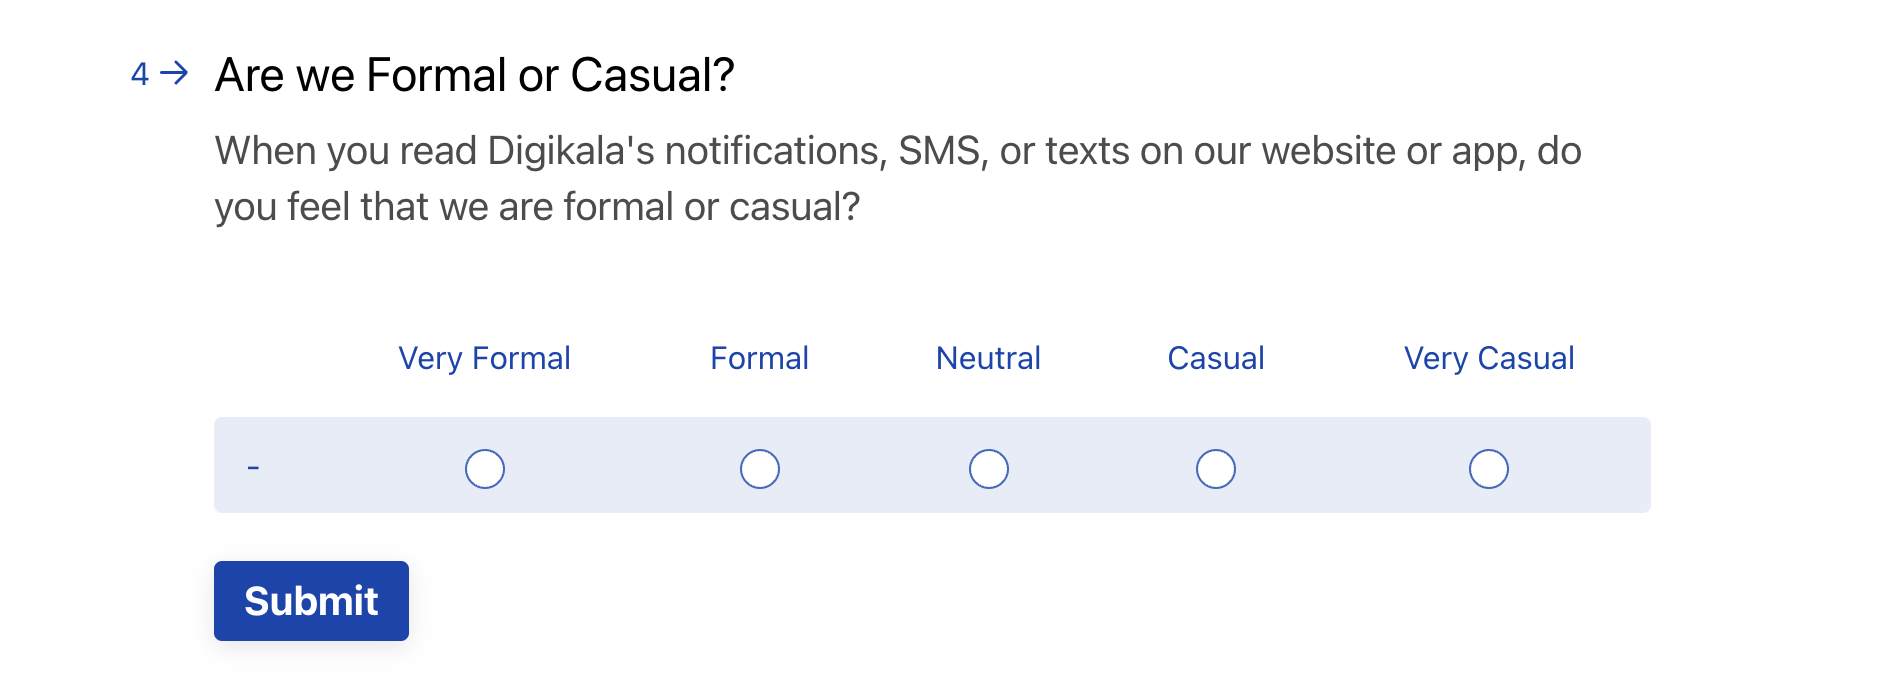 4 → Are we Formal or Casual?
When you read Digikala's notifications, SMS, or texts on our website or app, do
you feel that we are formal or casual?
Very Formal Formal Neutral Casual Very Casual
-
Submit